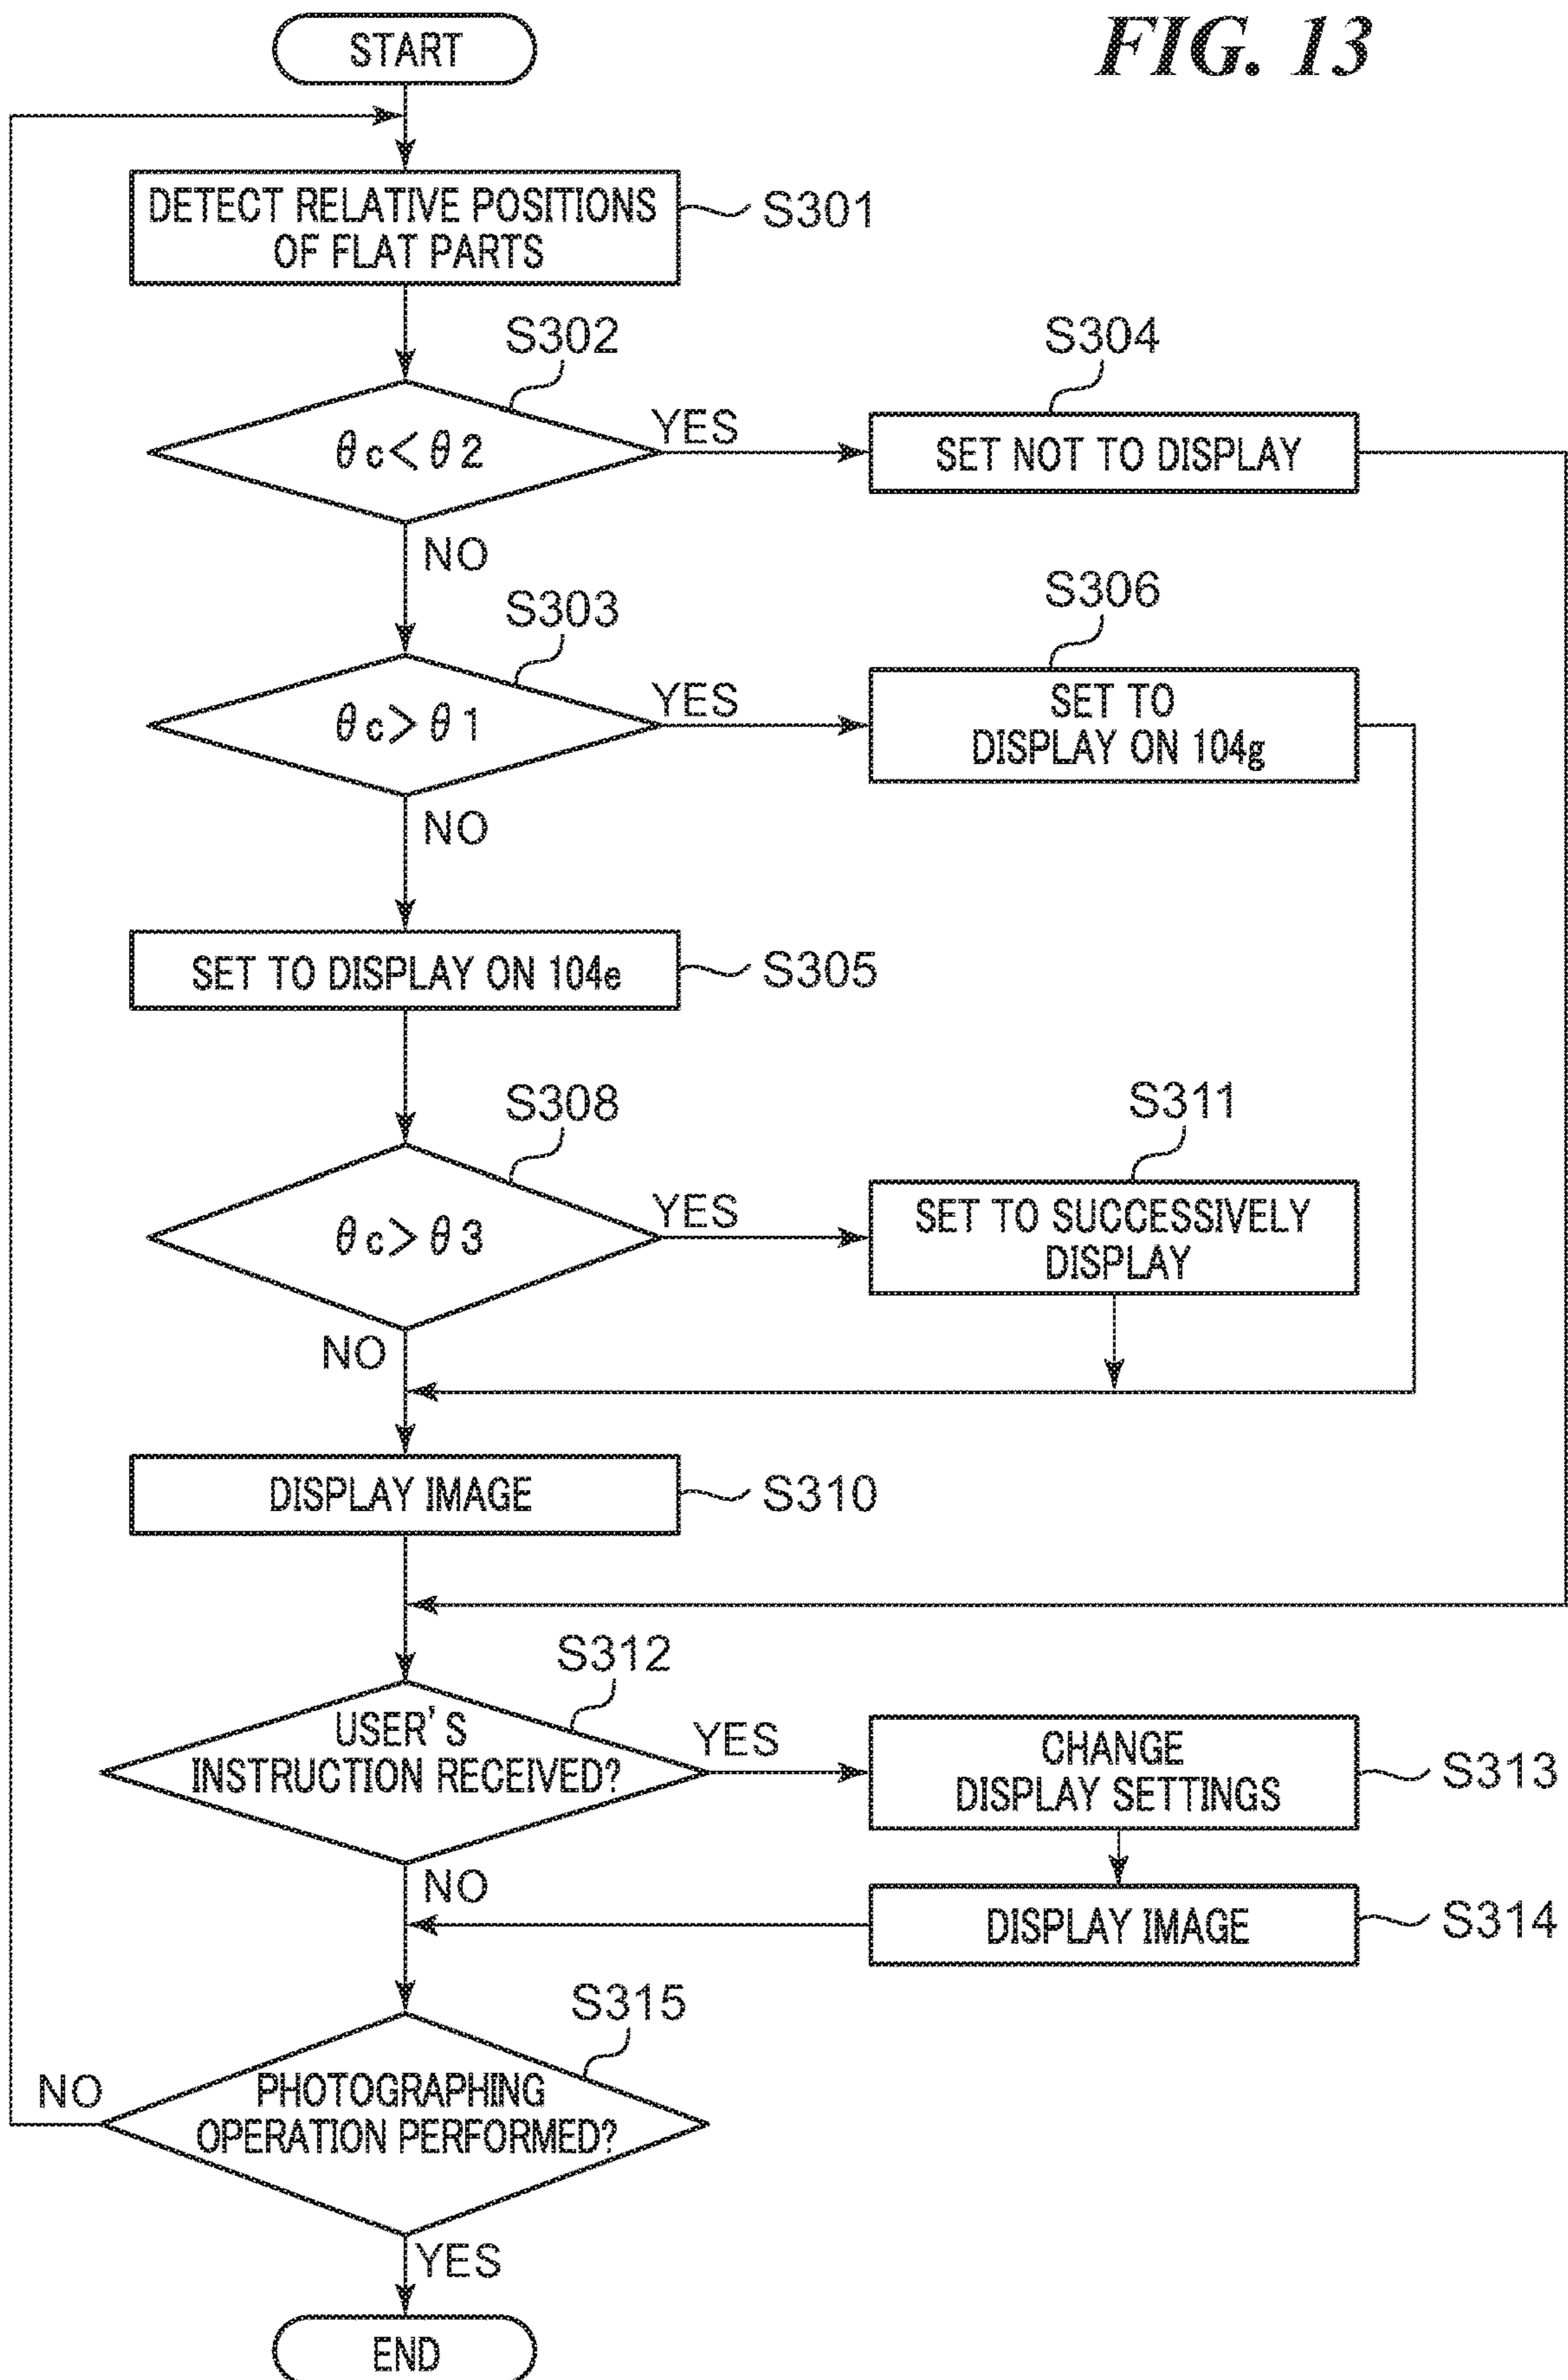 FIG. 13
START
DETECT RELATIVE POSITIONS
OF FLAT PARTS
S301
S302
θc<θ2
YES
NO
S304
SET NOT TO DISPLAY
S303
θc>θ1
YES
NO
S306
SET TO
DISPLAY ON 104g
SET TO DISPLAY ON 104e
S305
S308
θc>θ3
YES
NO
S311
SET TO SUCCESSIVELY
DISPLAY
DISPLAY IMAGE
S310
S312
USER'S
INSTRUCTION RECEIVED?
YES
NO
CHANGE
DISPLAY SETTINGS
S313
DISPLAY IMAGE
S314
S315
PHOTOGRAPHING
OPERATION PERFORMED?
NO
YES
END